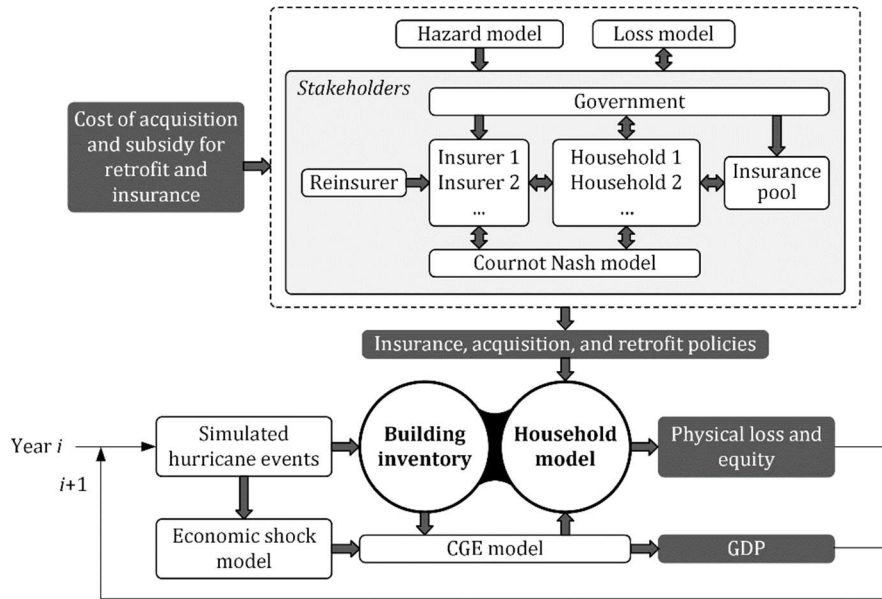 Hazard model
Loss model
Stakeholders
Government
Cost of acquisition
and subsidy for
retrofit and
insurance
Reinsurer
Insurer 1
Insurer 2
...
Household 1
Household 2
...
Insurance
pool
Cournot Nash model
Insurance, acquisition, and retrofit policies
Year i
i+1
Simulated
hurricane events
Building
inventory
Household
model
Physical loss and
equity
Economic shock
model
CGE model
GDP